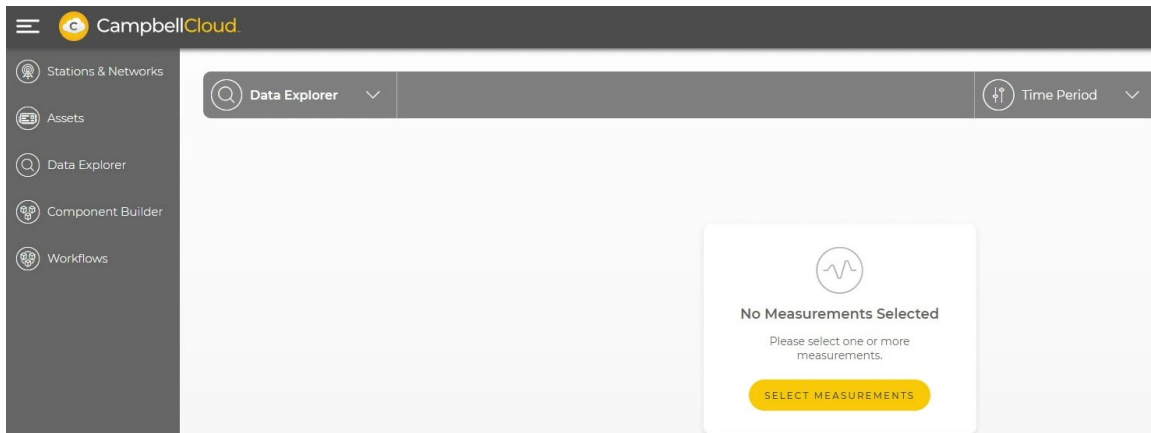 C CampbellCloud
Stations & Networks
Data Explorer
Time Period
Assets
Data Explorer
Component Builder
Workflows
No Measurements Selected
Please select one or more
measurements.
SELECT MEASUREMENTS